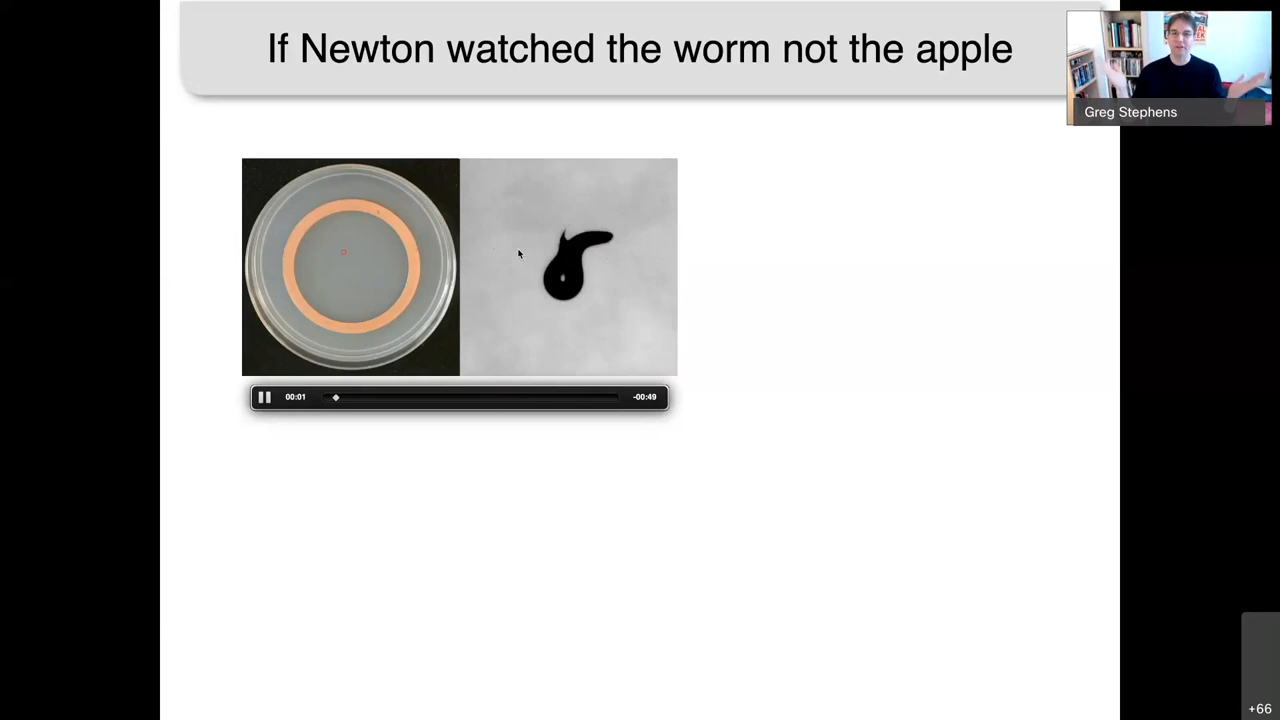 If Newton watched the worm not the apple
Greg Stephens
00:01
-00:49
+66